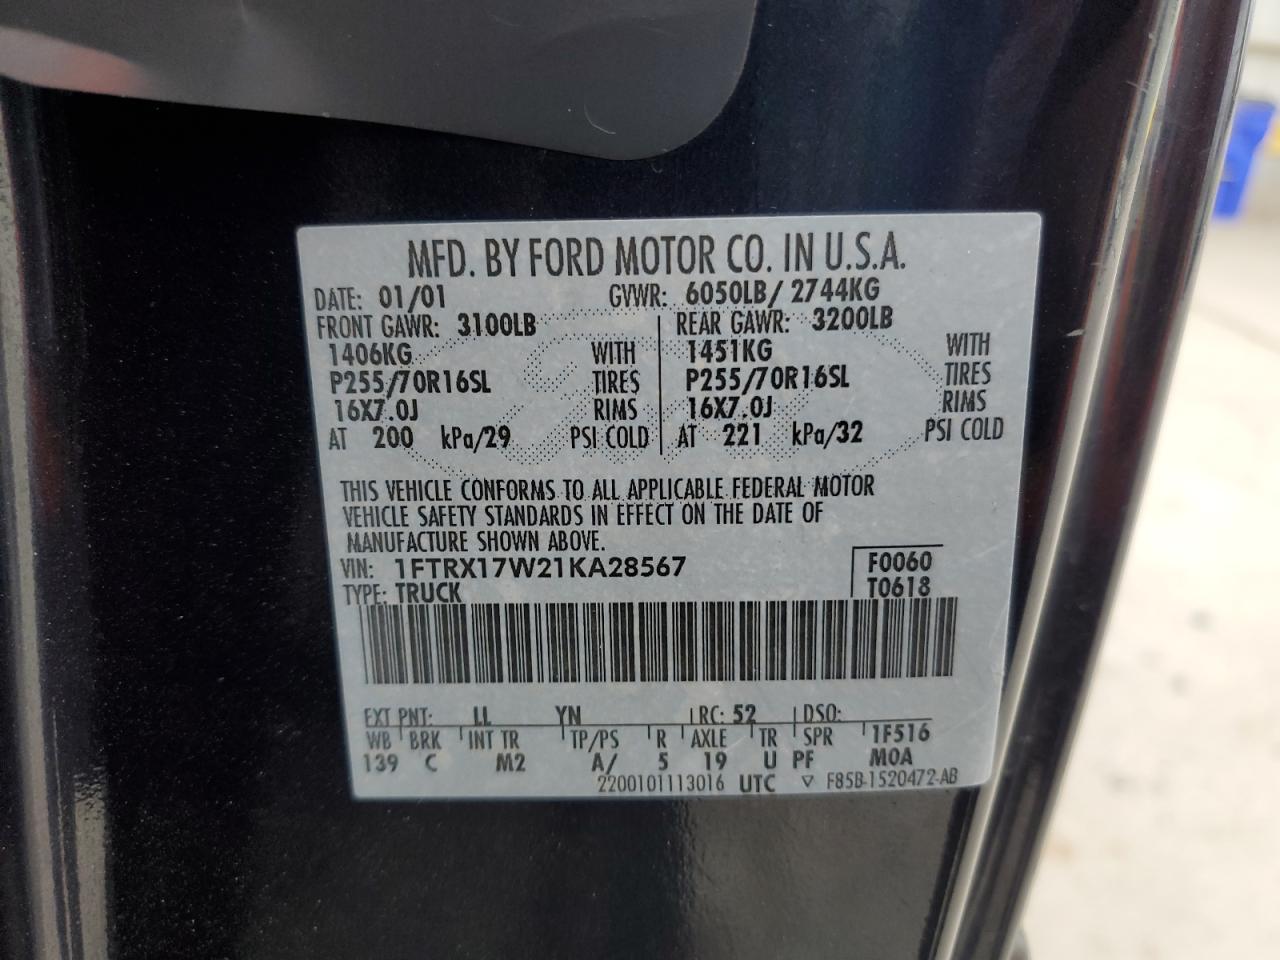 MFD. BY FORD MOTOR CO. IN U.S.A.
DATE: 01/01 GVWR: 6050LB/ 2744KG
FRONT GAWR: 3100LB REAR GAWR: 3200LB
1406KG WITH 1451KG WITH
P255/70R16SL TIRES P255/70R16SL TIRES
16X7.0J RIMS 16X7.0J RIMS
AT 200 kPa/29 PSI COLD AT 221 kPa/32 PSI COLD
THIS VEHICLE CONFORMS TO ALL APPLICABLE FEDERAL MOTOR
VEHICLE SAFETY STANDARDS IN EFFECT ON THE DATE OF
MANUFACTURE SHOWN ABOVE.
VIN: 1FTRX17W21KA28567 F0060
TYPE: TRUCK T0618
EXT PNT: LL YN RC: 52 DSO:
WB BRK INT TR TP/PS R AXLE TR SPR 1F516
139 C M2 A/ 5 19 U PF M0A
2200101113016 UTC ▽ F85B-1520472-AB